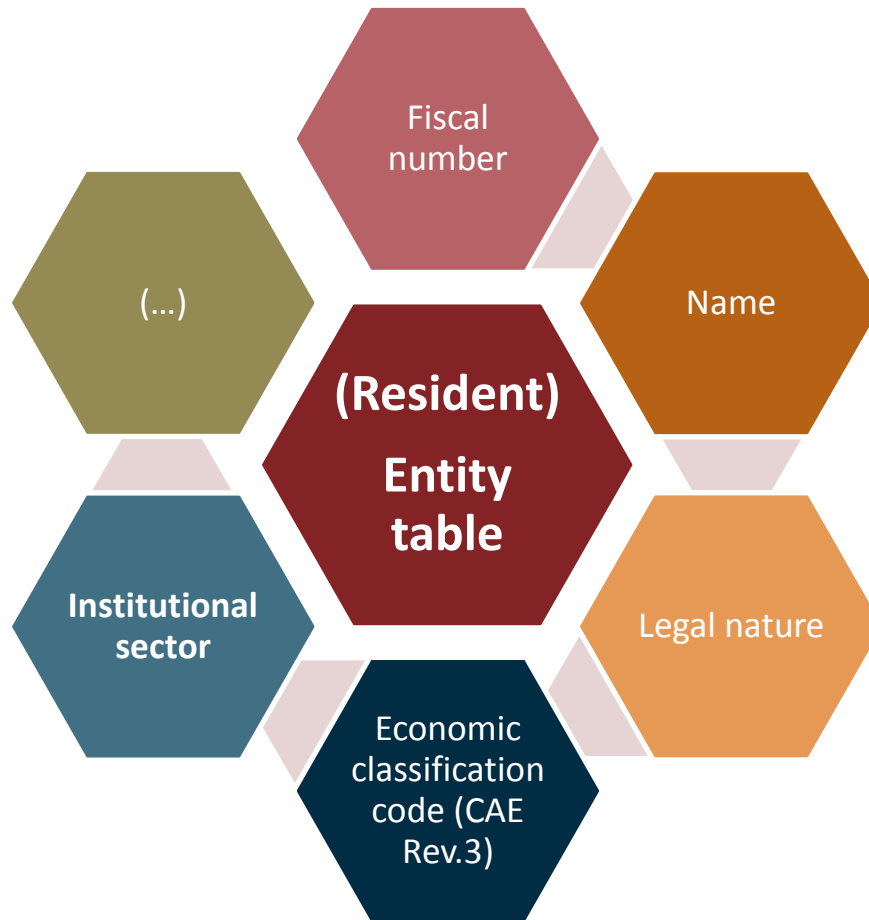 Fiscal
number
(...)
Name
(Resident)
Entity
table
Institutional
sector
Legal nature
Economic
classification
code (CAE
Rev.3)